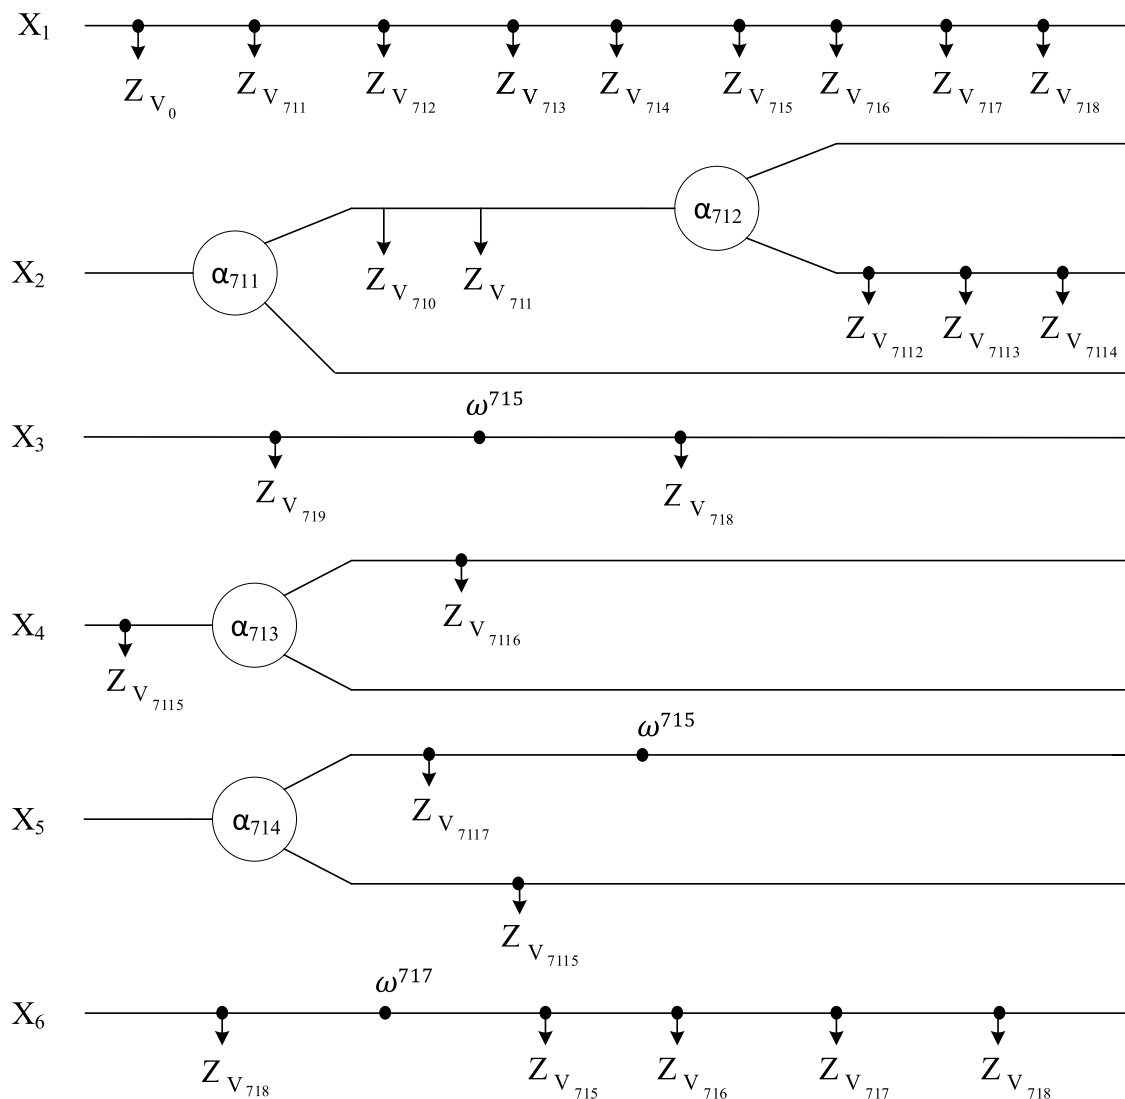 X₁
Z V₀ Z V₇₁₁ Z V₇₁₂ Z V₇₁₃ Z V₇₁₄ Z V₇₁₅ Z V₇₁₆ Z V₇₁₇ Z V₇₁₈
α₇₁₂
X₂ α₇₁₁
Z V₇₁₀ Z V₇₁₁
Z V₇₁₁₂ Z V₇₁₁₃ Z V₇₁₁₄
ω⁷¹⁵
X₃
Z V₇₁₉ Z V₇₁₈
X₄ α₇₁₃
Z V₇₁₁₆
Z V₇₁₁₅
ω⁷¹⁵
X₅ α₇₁₄
Z V₇₁₁₇
Z V₇₁₁₅
ω⁷¹⁷
X₆
Z V₇₁₈ Z V₇₁₅ Z V₇₁₆ Z V₇₁₇ Z V₇₁₈